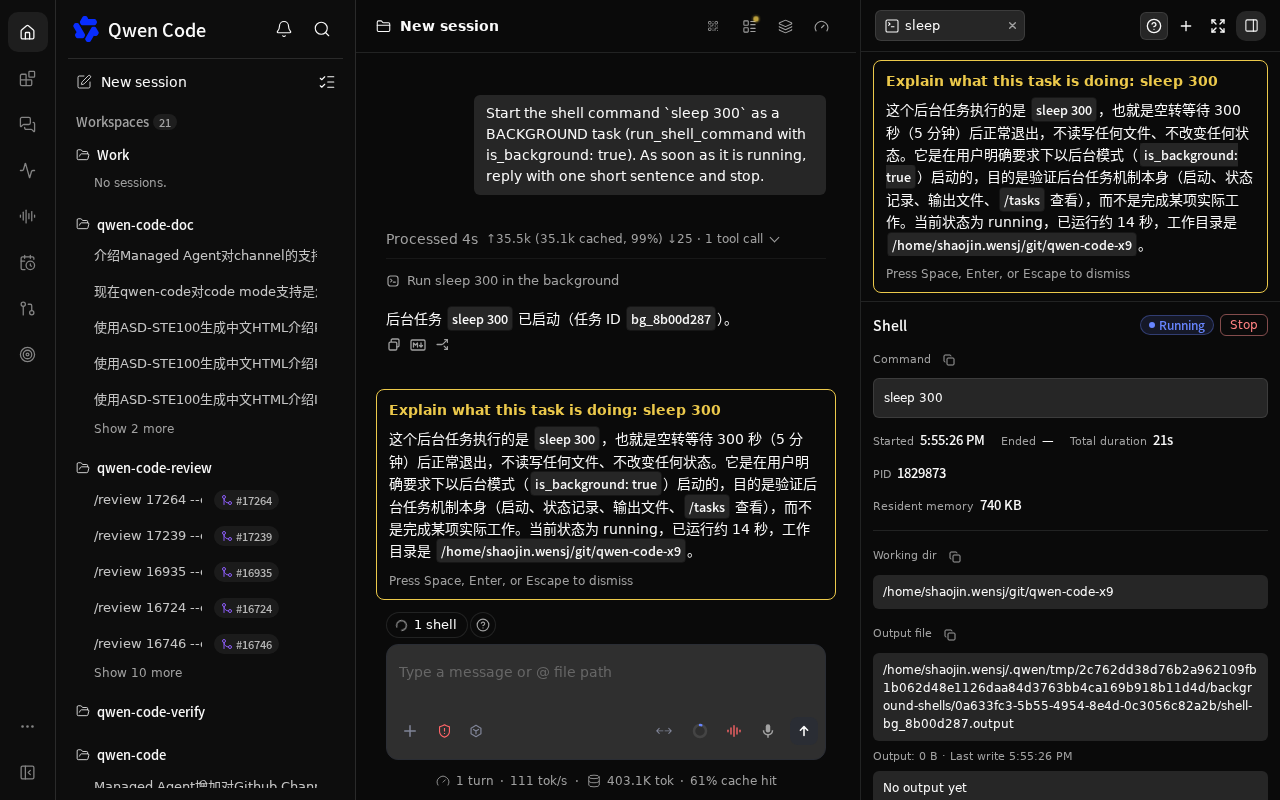 Qwen Code
New session
Workspaces 21
Work
No sessions.
qwen-code-doc
介绍Managed Agent对channel的支持
现在qwen-code对code mode支持是
使用ASD-STE100生成中文HTML介绍
使用ASD-STE100生成中文HTML介绍
使用ASD-STE100生成中文HTML介绍
Show 2 more
qwen-code-review
/review 17264 -- #17264
/review 17239 -- #17239
/review 16935 -- #16935
/review 16724 -- #16724
/review 16746 -- #16746
Show 10 more
qwen-code-verify
qwen-code
Managed Agent增加对Github Chan
New session
Start the shell command `sleep 300` as a
BACKGROUND task (run_shell_command with
is_background: true). As soon as it is running,
reply with one short sentence and stop.
Processed 4s ↑35.5k (35.1k cached, 99%) ↓25 · 1 tool call
Run sleep 300 in the background
后台任务 sleep 300 已启动（任务 ID bg_8b00d287）。
Explain what this task is doing: sleep 300
这个后台任务执行的是 sleep 300，也就是空转等待 300 秒（5 分
钟）后正常退出，不读写任何文件、不改变任何状态。它是在用户明
确要求下以后台模式（is_background: true）启动的，目的是验证后
台任务机制本身（启动、状态记录、输出文件、/tasks 查看），而不
是完成某项实际工作。当前状态为 running，已运行约 14 秒，工作
目录是 /home/shaojin.wensj/git/qwen-code-x9。
Press Space, Enter, or Escape to dismiss
1 shell
Type a message or @ file path
1 turn · 111 tok/s · 403.1K tok · 61% cache hit
sleep
Explain what this task is doing: sleep 300
这个后台任务执行的是 sleep 300，也就是空转等待 300
秒（5 分钟）后正常退出，不读写任何文件、不改变任何状
态。它是在用户明确要求下以后台模式（is_background:
true）启动的，目的是验证后台任务机制本身（启动、状态
记录、输出文件、/tasks 查看），而不是完成某项实际工
作。当前状态为 running，已运行约 14 秒，工作目录是
/home/shaojin.wensj/git/qwen-code-x9。
Press Space, Enter, or Escape to dismiss
Shell Running Stop
Command
sleep 300
Started 5:55:26 PM Ended — Total duration 21s
PID 1829873
Resident memory 740 KB
Working dir
/home/shaojin.wensj/git/qwen-code-x9
Output file
/home/shaojin.wensj/.qwen/tmp/2c762dd38d76b2a962109fb
1b062d48e1126daa84d3763bb4ca169b918b11d4d/backgr
ound-shells/0a633fc3-5b55-4954-8e4d-0c3056c82a2b/shell-
bg_8b00d287.output
Output: 0 B · Last write 5:55:26 PM
No output yet